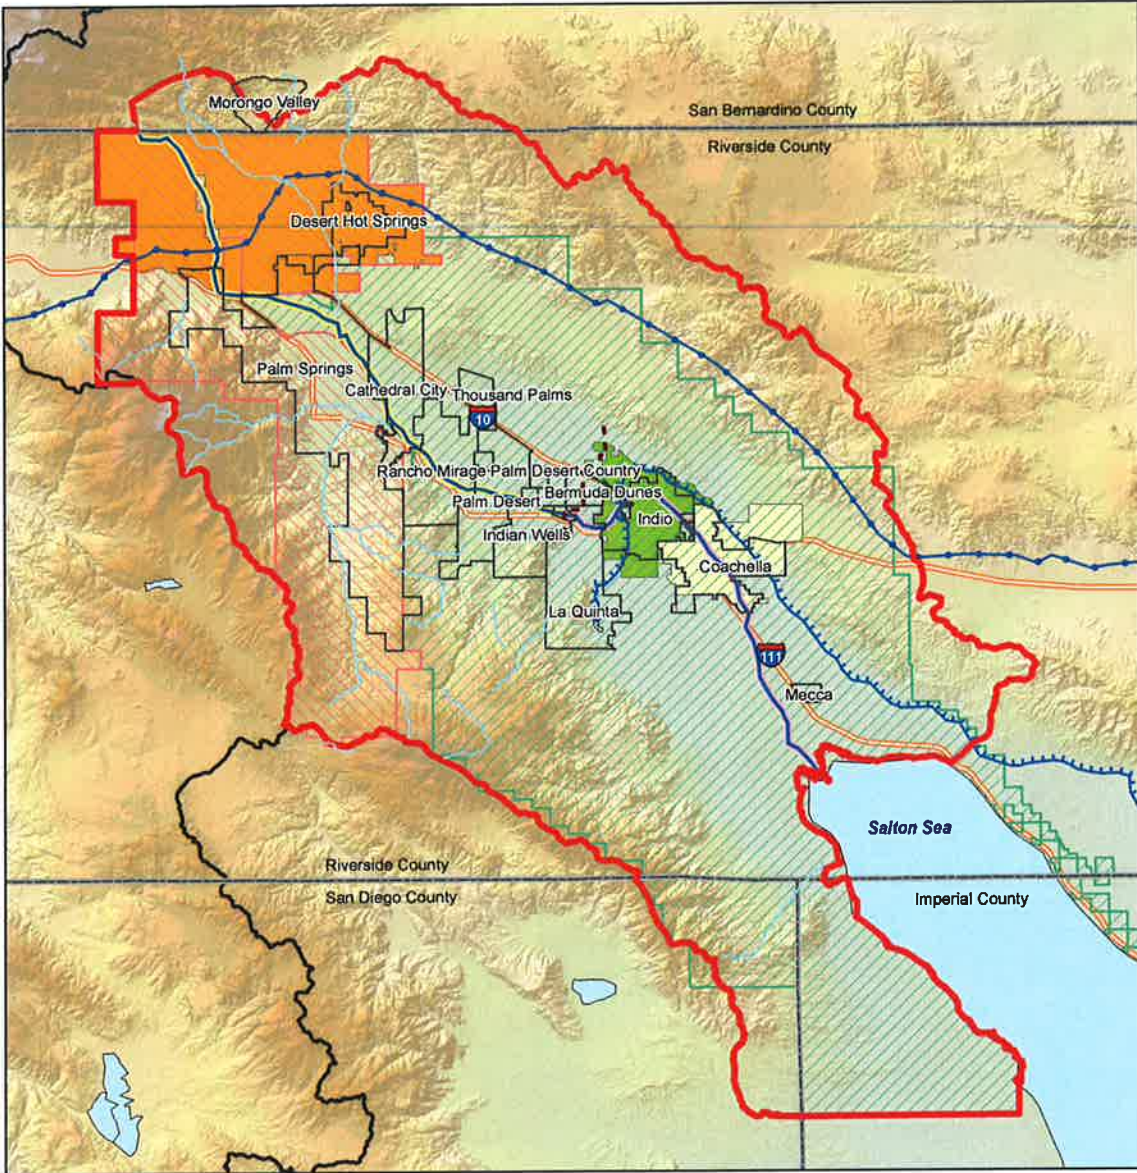 Morongo Valley
San Bernardino County
Riverside County
Desert Hot Springs
Palm Springs
Cathedral City
Thousand Palms
10
Rancho Mirage
Palm Desert Country
Palm Desert
Bermuda Dunes
Indio
Indian Wells
Coachella
La Quinta
111
Mecca
Salton Sea
Riverside County
San Diego County
Imperial County